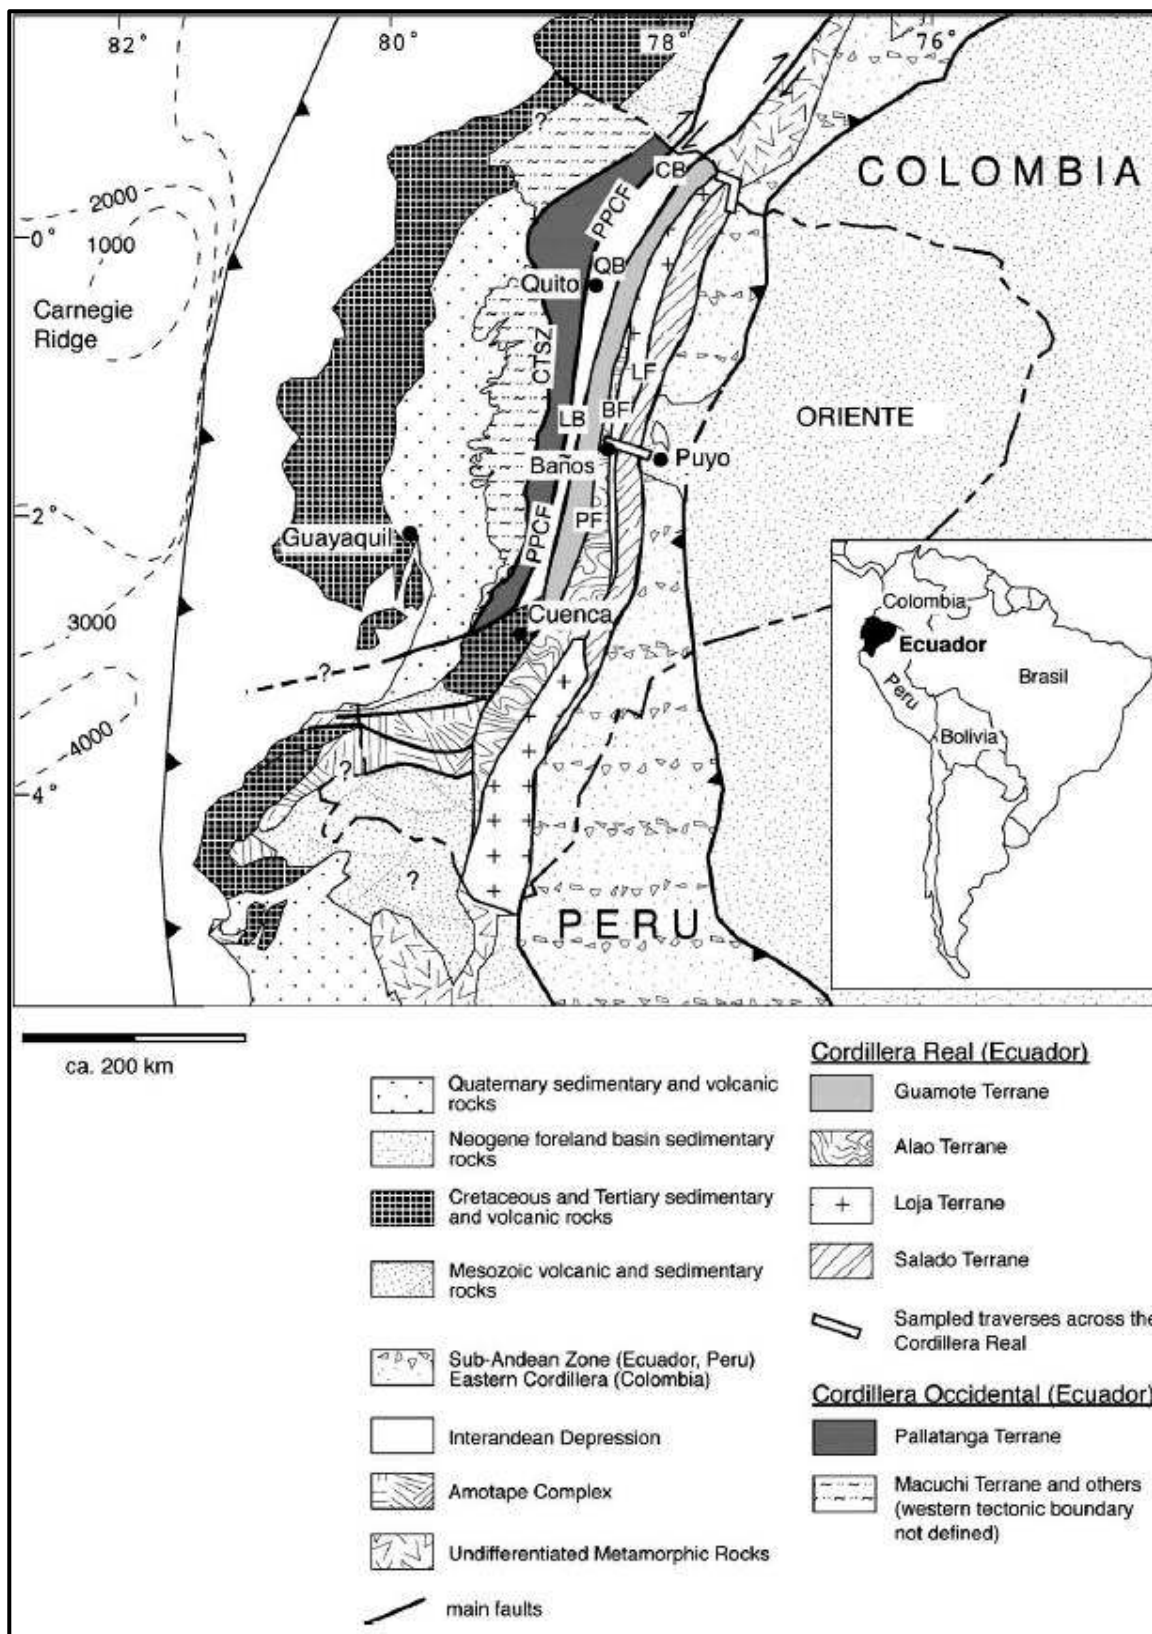 82°
80°
78°
76°
?
COLOMBIA
CB
2000
PPCF
0°
1000
QB
Quito
Carnegie
Ridge
CTSZ
LF
LB
BF
ORIENTE
Baños
Puyo
2°
PF
Guayaquil
PPCF
Cuenca
3000
?
4000
?
4°
?
PERU
Colombia
Ecuador
Peru
Brasil
Bolivia
ca. 200 km
Quaternary sedimentary and volcanic
rocks
Neogene foreland basin sedimentary
rocks
Cretaceous and Tertiary sedimentary
and volcanic rocks
Mesozoic volcanic and sedimentary
rocks
Sub-Andean Zone (Ecuador, Peru)
Eastern Cordillera (Colombia)
Interandean Depression
Amotape Complex
Undifferentiated Metamorphic Rocks
main faults
Cordillera Real (Ecuador)
Guamote Terrane
Alao Terrane
Loja Terrane
Salado Terrane
Sampled traverses across the
Cordillera Real
Cordillera Occidental (Ecuador)
Pallatanga Terrane
Macuchi Terrane and others
(western tectonic boundary
not defined)